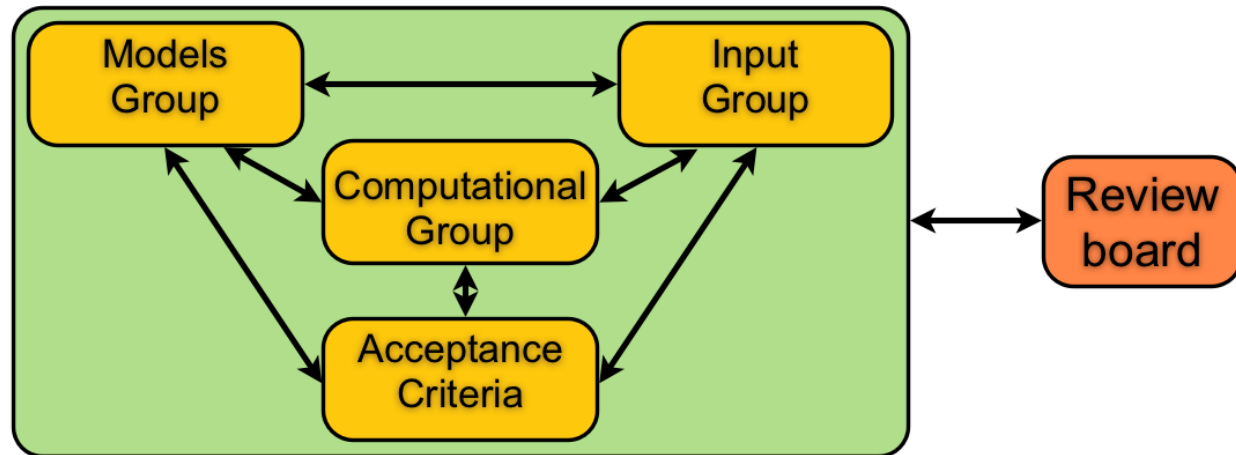 Models
Group
Input
Group
Computational
Group
Acceptance
Criteria
Review
board